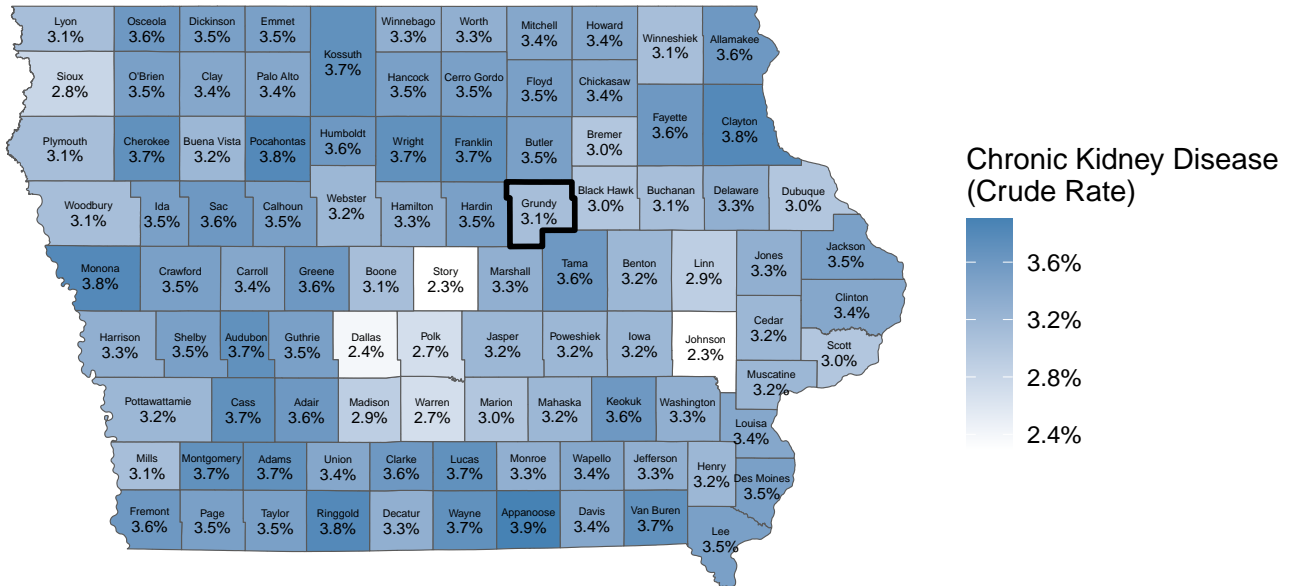 Lyon
3.1%
Osceola
3.6%
Dickinson
3.5%
Emmet
3.5%
Kossuth
3.7%
Winnebago
3.3%
Worth
3.3%
Mitchell
3.4%
Howard
3.4%
Winneshiek
3.1%
Allamakee
3.6%
Sioux
2.8%
O'Brien
3.5%
Clay
3.4%
Palo Alto
3.4%
Hancock
3.5%
Cerro Gordo
3.5%
Floyd
3.5%
Chickasaw
3.4%
Fayette
3.6%
Clayton
3.8%
Plymouth
3.1%
Cherokee
3.7%
Buena Vista
3.2%
Pocahontas
3.8%
Humboldt
3.6%
Wright
3.7%
Franklin
3.7%
Butler
3.5%
Bremer
3.0%
Woodbury
3.1%
Ida
3.5%
Sac
3.6%
Calhoun
3.5%
Webster
3.2%
Hamilton
3.3%
Hardin
3.5%
Grundy
3.1%
Black Hawk
3.0%
Buchanan
3.1%
Delaware
3.3%
Dubuque
3.0%
Monona
3.8%
Crawford
3.5%
Carroll
3.4%
Greene
3.6%
Boone
3.1%
Story
2.3%
Marshall
3.3%
Tama
3.6%
Benton
3.2%
Linn
2.9%
Jones
3.3%
Jackson
3.5%
Clinton
3.4%
Harrison
3.3%
Shelby
3.5%
Audubon
3.7%
Guthrie
3.5%
Dallas
2.4%
Polk
2.7%
Jasper
3.2%
Poweshiek
3.2%
Iowa
3.2%
Johnson
2.3%
Cedar
3.2%
Scott
3.0%
Muscatine
3.2%
Pottawattamie
3.2%
Cass
3.7%
Adair
3.6%
Madison
2.9%
Warren
2.7%
Marion
3.0%
Mahaska
3.2%
Keokuk
3.6%
Washington
3.3%
Louisa
3.4%
Mills
3.1%
Montgomery
3.7%
Adams
3.7%
Union
3.4%
Clarke
3.6%
Lucas
3.7%
Monroe
3.3%
Wapello
3.4%
Jefferson
3.3%
Henry
3.2%
Des Moines
3.5%
Fremont
3.6%
Page
3.5%
Taylor
3.5%
Ringgold
3.8%
Decatur
3.3%
Wayne
3.7%
Appanoose
3.9%
Davis
3.4%
Van Buren
3.7%
Lee
3.5%
Chronic Kidney Disease
(Crude Rate)
3.6%
3.2%
2.8%
2.4%